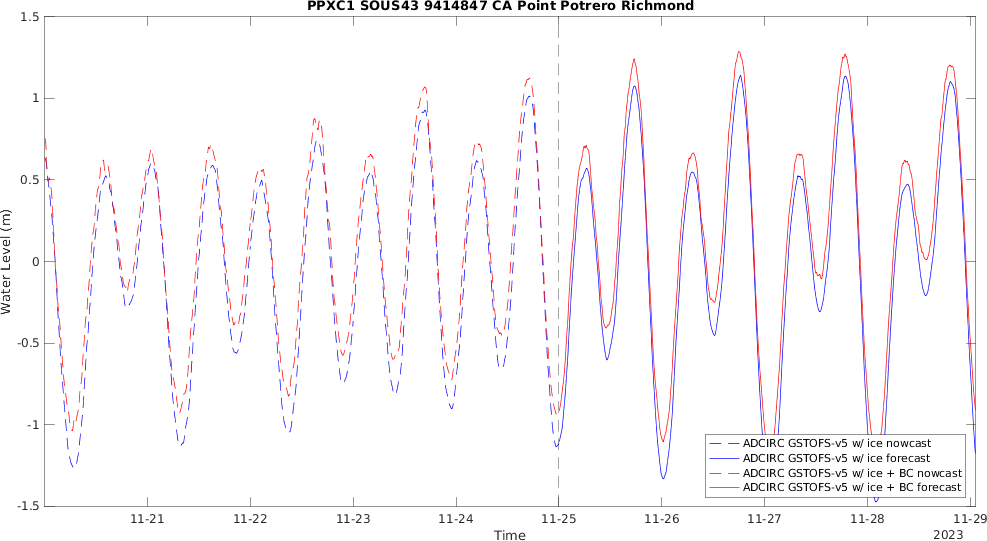 PPXC1 SOUS43 9414847 CA Point Potrero Richmond
1.5
1
0.5
0
-0.5
-1
-1.5
Water Level (m)
11-21
11-22
11-23
11-24
11-25
11-26
11-27
11-28
11-29
Time
2023
ADCIRC GSTOFS-v5 w/ ice nowcast
ADCIRC GSTOFS-v5 w/ ice forecast
ADCIRC GSTOFS-v5 w/ ice + BC nowcast
ADCIRC GSTOFS-v5 w/ ice + BC forecast